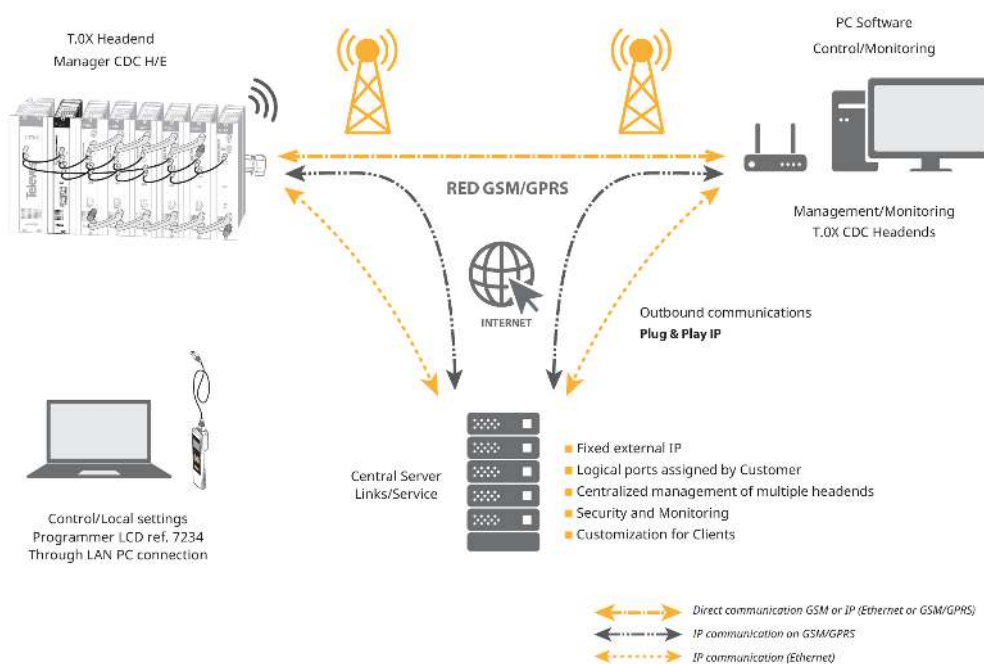 T.0X Headend
Manager CDC H/E
PC Software
Control/Monitoring
Televes
RED GSM/GPRS
Management/Monitoring
T.0X CDC Headends
INTERNET
Outbound communications
Plug & Play IP
Central Server
Links/Service
Fixed external IP
Logical ports assigned by Customer
Centralized management of multiple headends
Security and Monitoring
Customization for Clients
Control/Local settings
Programmer LCD ref. 7234
Through LAN PC connection
Direct communication GSM or IP (Ethernet or GSM/GPRS)
IP communication on GSM/GPRS
IP communication (Ethernet)